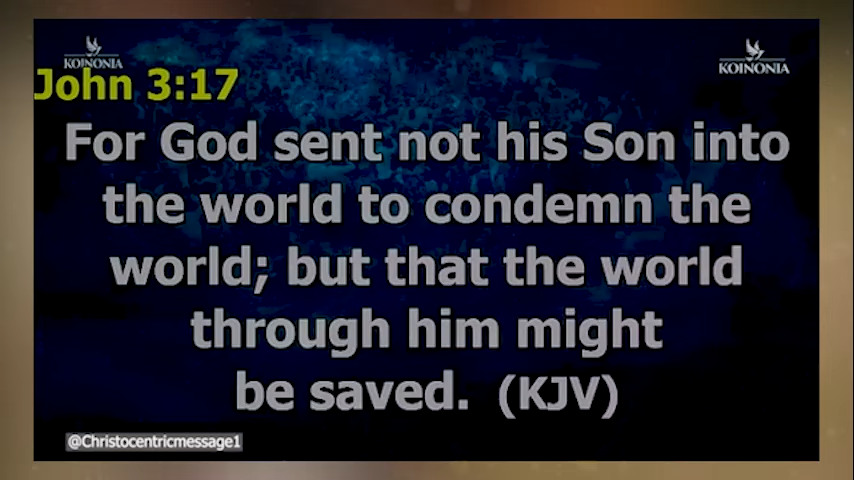 KOINONIA
KOINONIA
John 3:17
For God sent not his Son into
the world to condemn the
world; but that the world
through him might
be saved. (KJV)
@Christocentricmessage1